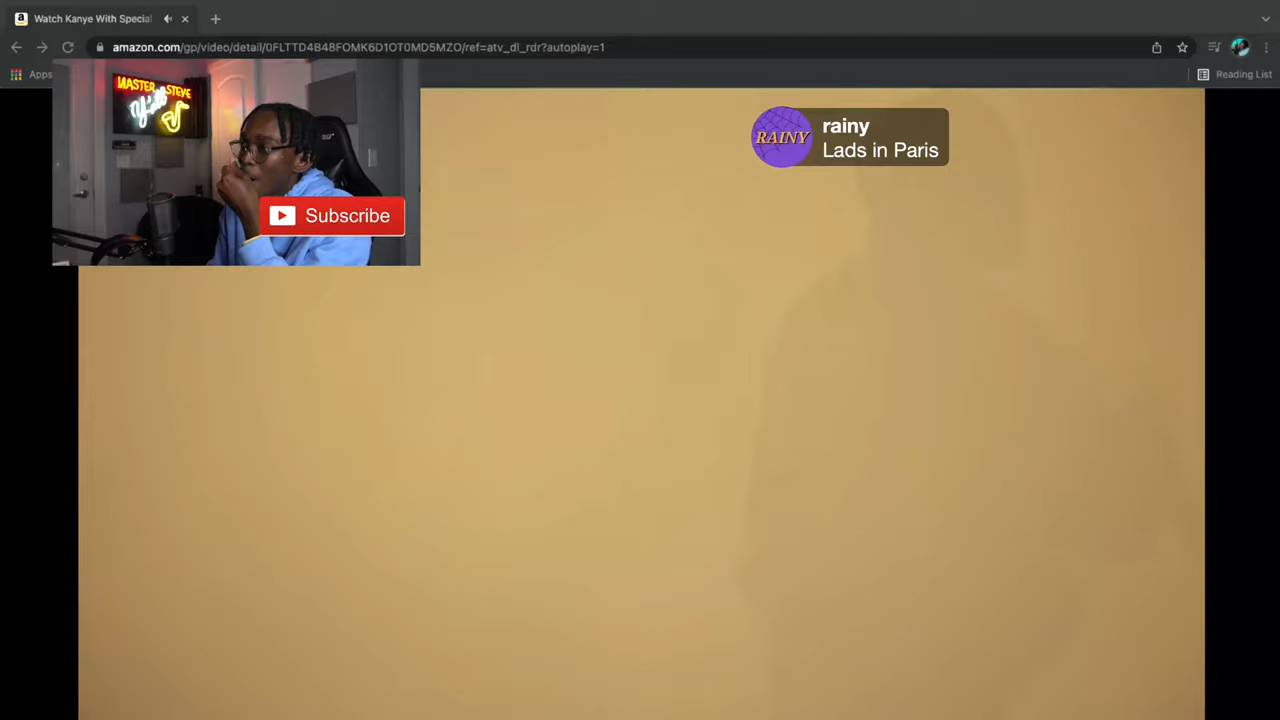 Watch Kanye With Special
amazon.com/gp/video/detail/0FLTTD4B48FOMK6D1OT0MD5MZO/ref=atv_dl_rdr?autoplay=1
Apps
Reading List
MASTER STEVE
Y'all
Subscribe
RAINY
rainy
Lads in Paris